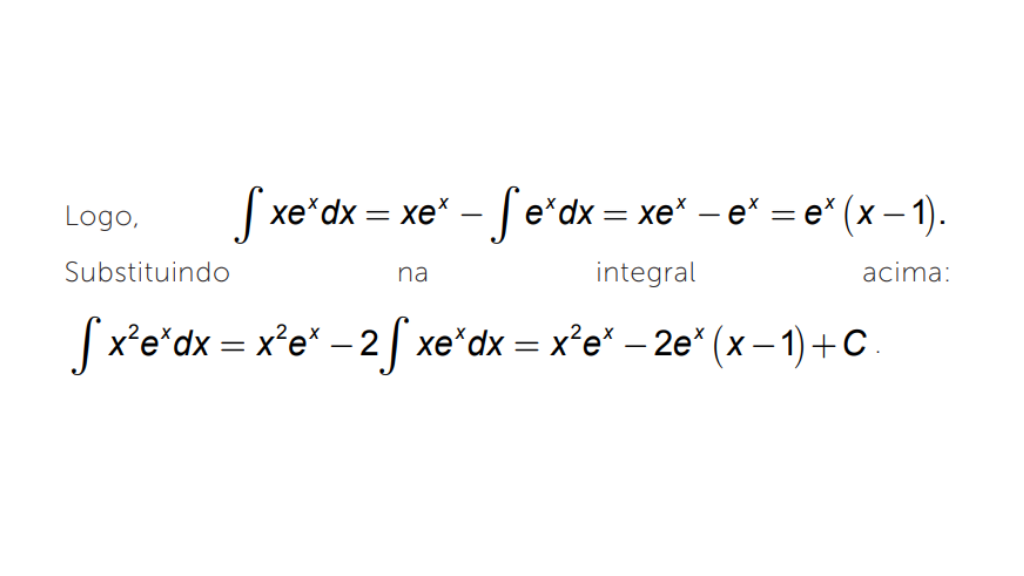 Logo, ∫ xeˣdx = xeˣ − ∫ eˣdx = xeˣ − eˣ = eˣ (x − 1).
Substituindo na integral acima:
∫ x²eˣdx = x²eˣ − 2∫ xeˣdx = x²eˣ − 2eˣ (x − 1) + C .